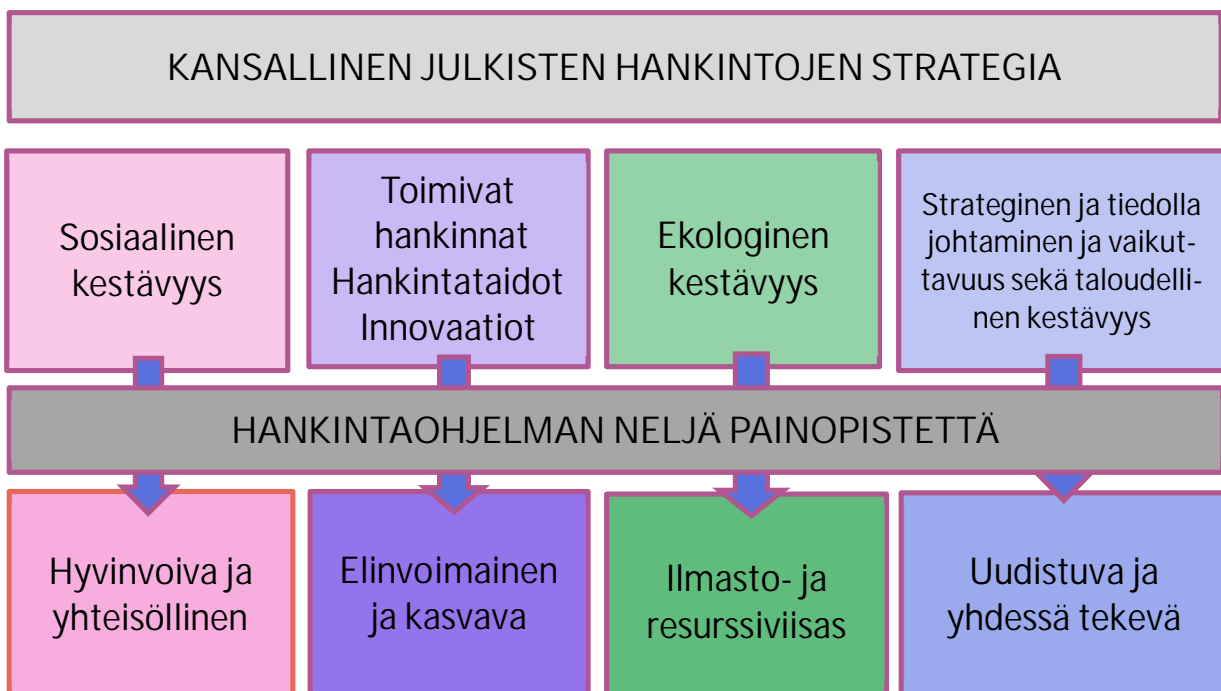 KANSALLINEN JULKISTEN HANKINTOJEN STRATEGIA
Sosiaalinen
kestävyys
Toimivat
hankinnat
Hankintataidot
Innovaatiot
Ekologinen
kestävyys
Strateginen ja tiedolla
johtaminen ja vaikut-
tavuus sekä taloudelli-
nen kestävyys
HANKINTAOHJELMAN NELJÄ PAINOPISTETTÄ
Hyvinvoiva ja
yhteisöllinen
Elinvoimainen
ja kasvava
Ilmasto- ja
resurssiviisas
Uudistuva ja
yhdessä tekevä